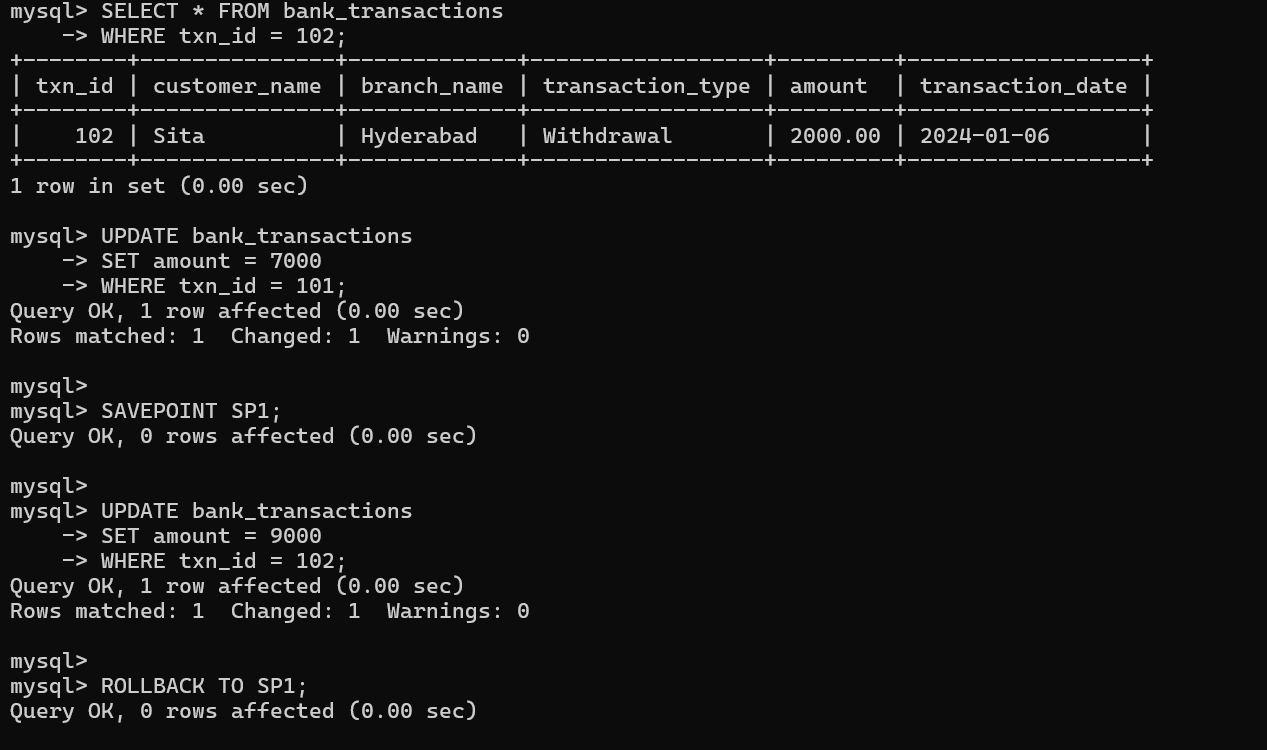 mysql> SELECT * FROM bank_transactions
    -> WHERE txn_id = 102;
+--------+---------------+-------------+------------------+---------+------------------+
| txn_id | customer_name | branch_name | transaction_type | amount  | transaction_date |
+--------+---------------+-------------+------------------+---------+------------------+
|    102 | Sita          | Hyderabad   | Withdrawal       | 2000.00 | 2024-01-06       |
+--------+---------------+-------------+------------------+---------+------------------+
1 row in set (0.00 sec)

mysql> UPDATE bank_transactions
    -> SET amount = 7000
    -> WHERE txn_id = 101;
Query OK, 1 row affected (0.00 sec)
Rows matched: 1  Changed: 1  Warnings: 0

mysql>
mysql> SAVEPOINT SP1;
Query OK, 0 rows affected (0.00 sec)

mysql>
mysql> UPDATE bank_transactions
    -> SET amount = 9000
    -> WHERE txn_id = 102;
Query OK, 1 row affected (0.00 sec)
Rows matched: 1  Changed: 1  Warnings: 0

mysql>
mysql> ROLLBACK TO SP1;
Query OK, 0 rows affected (0.00 sec)